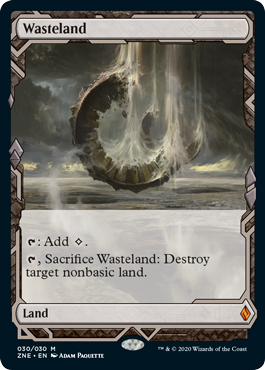 Wasteland
: Add ◇.
, Sacrifice Wasteland: Destroy
target nonbasic land.
Land
030/030 M
ZNE • EN Adam Paquette
™ & © 2020 Wizards of the Coast